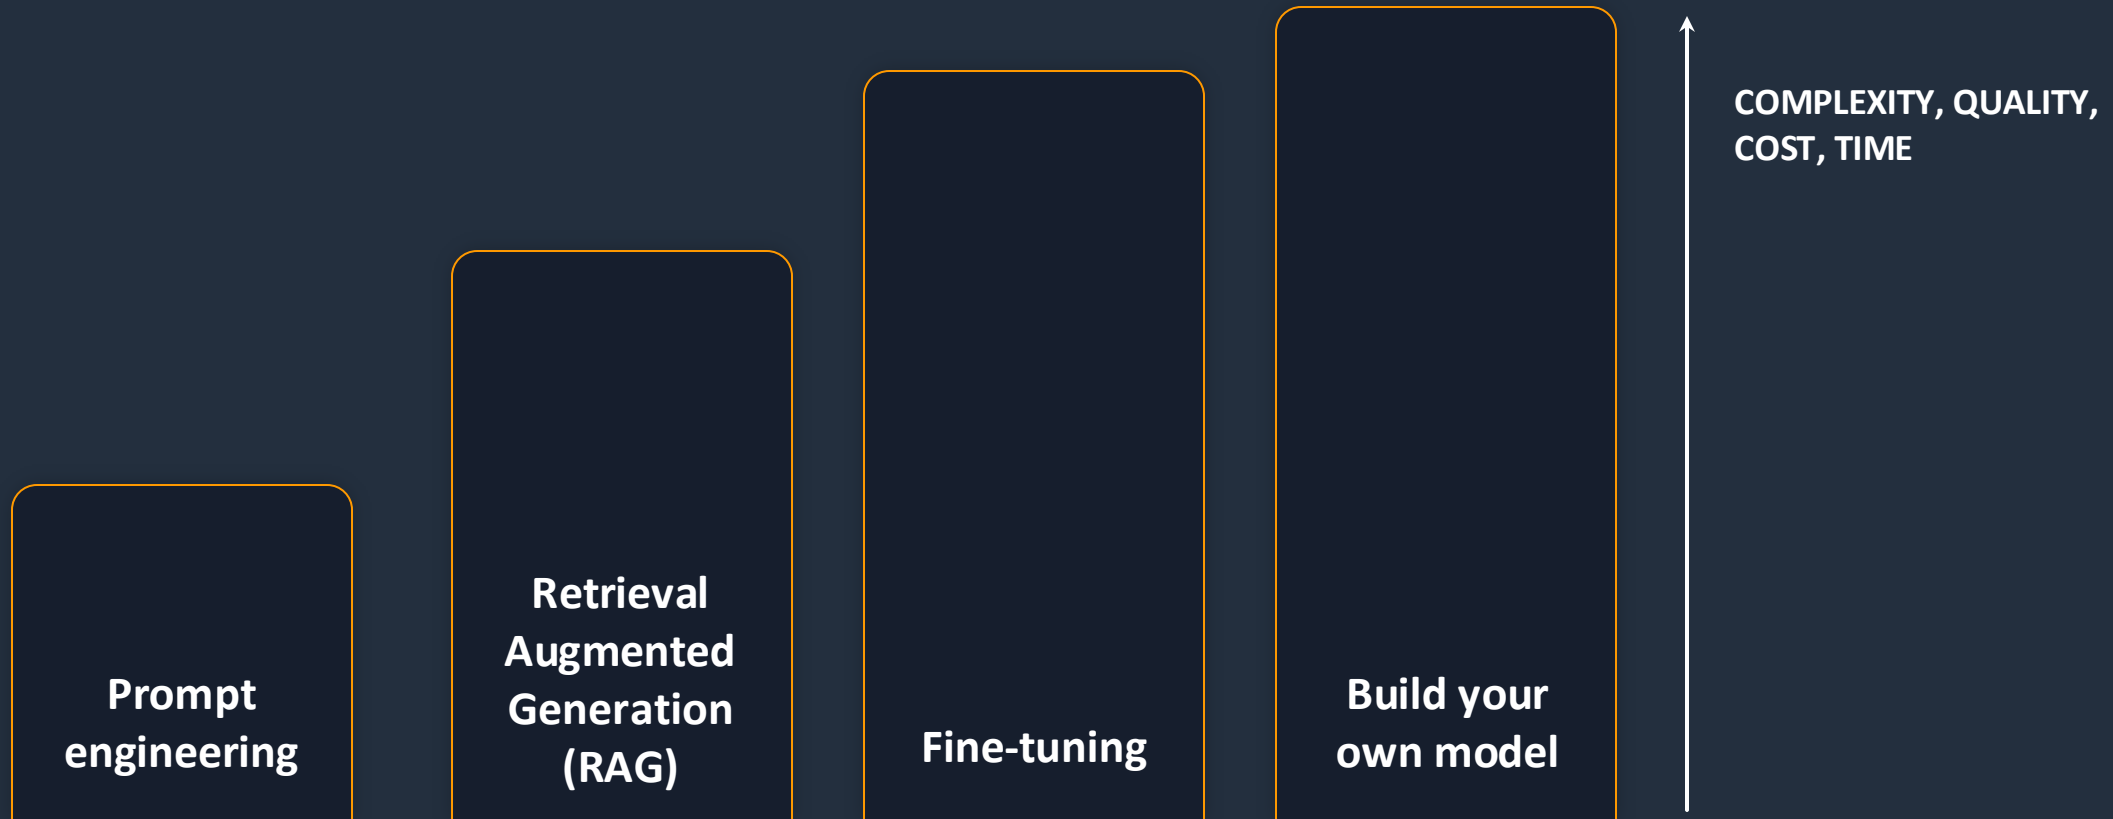 Prompt
engineering
Retrieval
Augmented
Generation
(RAG)
Fine-tuning
Build your
own model
COMPLEXITY, QUALITY,
COST, TIME